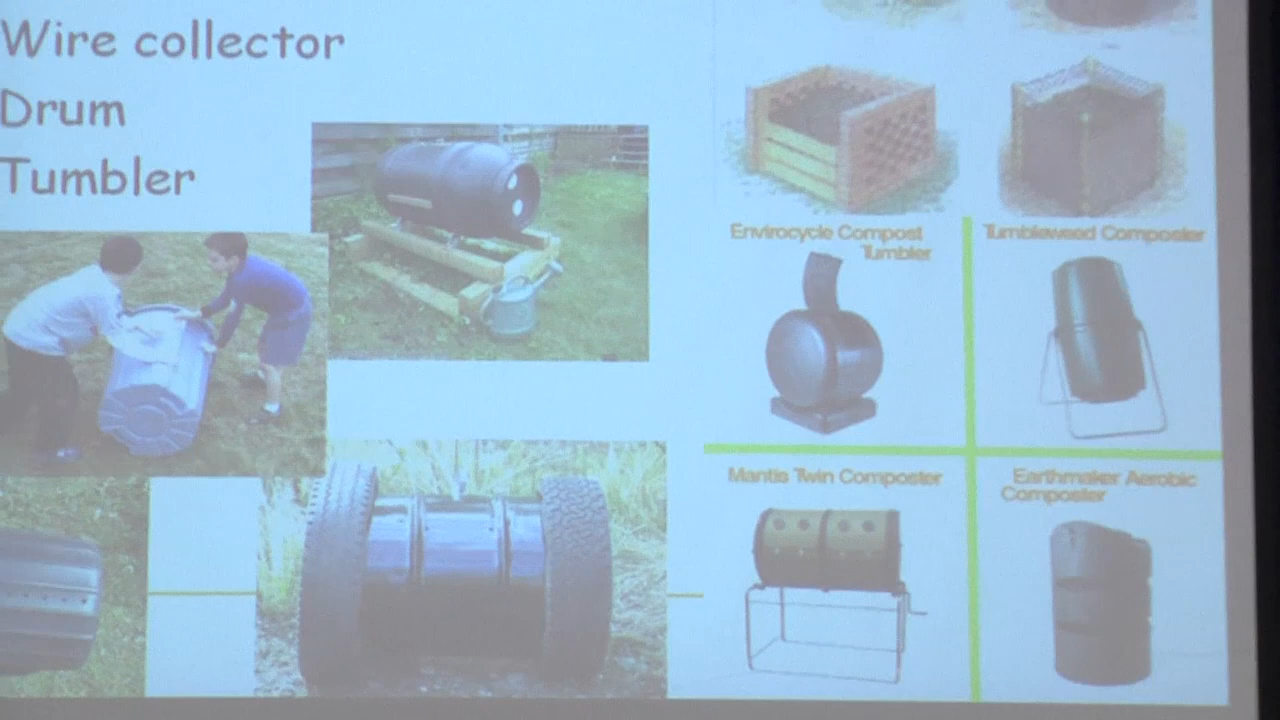 Wire collector
Drum
Tumbler
Envirocycle Compost
Tumbler
Tumbleweed Composter
Mantis Twin Composter
Earthmaker Aerobic
Composter